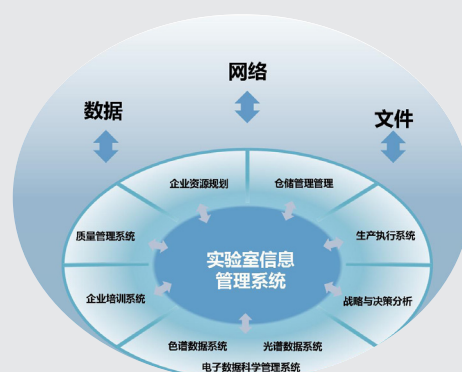 网络
数据
文件
企业资源规划
仓储管理管理
质量管理系统
生产执行系统
实验室信息
管理系统
企业培训系统
战略与决策分析
色谱数据系统
光谱数据系统
电子数据科学管理系统